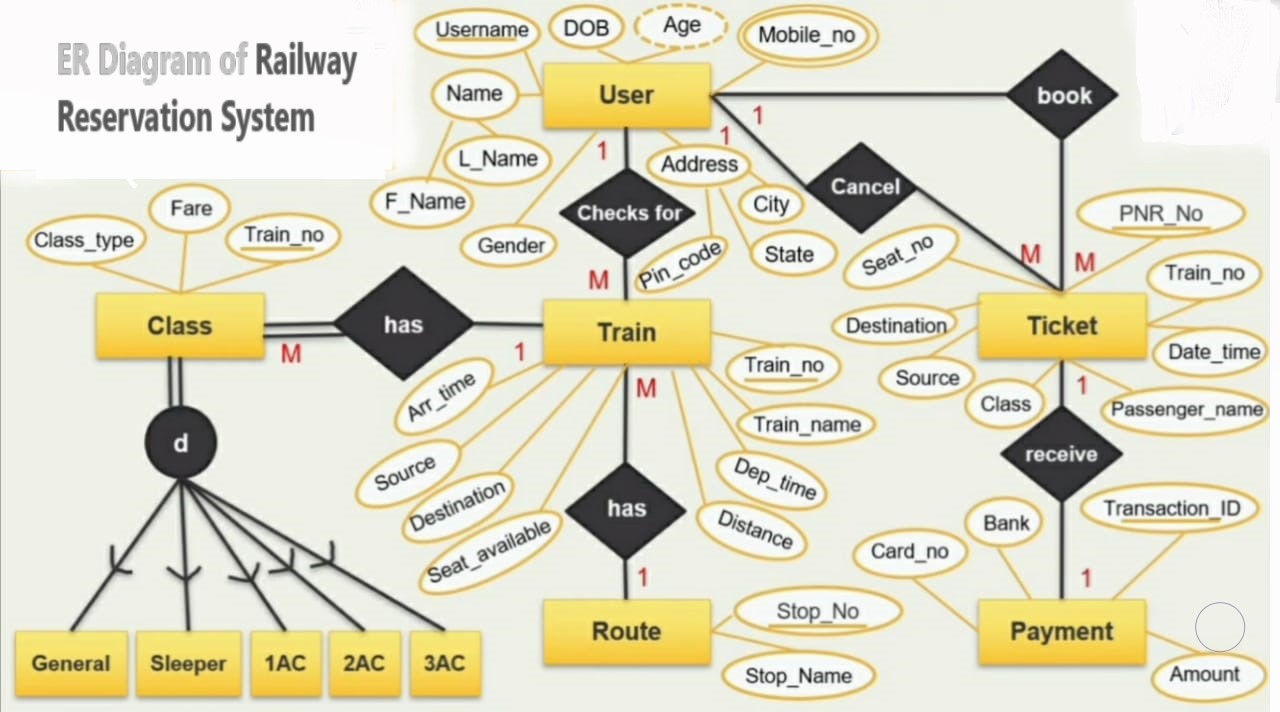 ER Diagram of Railway
Reservation System
Username
DOB
Age
Mobile_no
Name
User
book
L_Name
F_Name
Gender
1
1
1
Address
City
State
Pin_code
Checks for
M
Cancel
M
M
PNR_No
Seat_no
Train_no
Destination
Ticket
Date_time
Source
Class
Passenger_name
1
Class_type
Fare
Train_no
Class
M
has
1
Train
M
Arr_time
Source
Destination
Seat_available
Train_no
Train_name
Dep_time
Distance
has
1
Route
Stop_No
Stop_Name
d
General
Sleeper
1AC
2AC
3AC
receive
1
Card_no
Bank
Transaction_ID
Payment
Amount